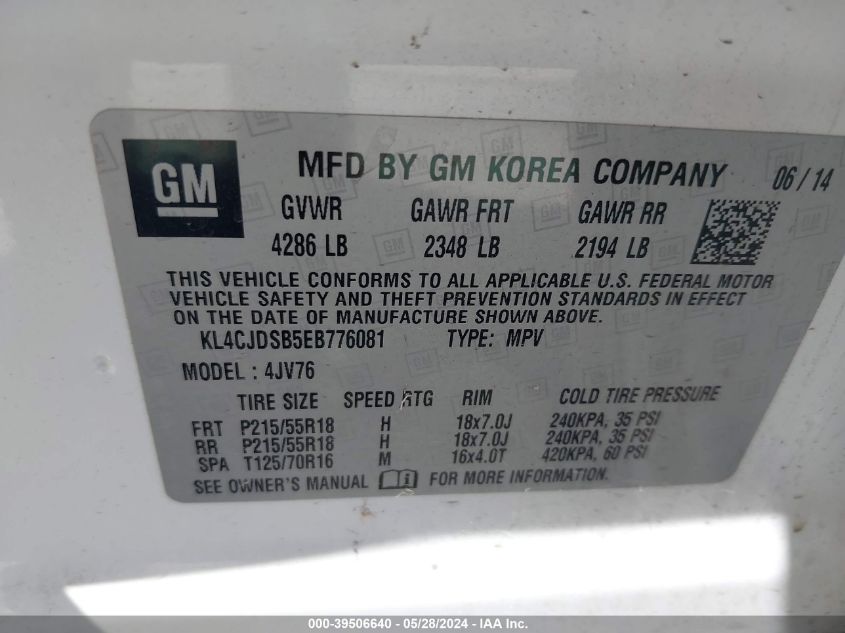 GM
MFD BY GM KOREA COMPANY 06/14
GVWR GAWR FRT GAWR RR
4286 LB 2348 LB 2194 LB
THIS VEHICLE CONFORMS TO ALL APPLICABLE U.S. FEDERAL MOTOR
VEHICLE SAFETY AND THEFT PREVENTION STANDARDS IN EFFECT
ON THE DATE OF MANUFACTURE SHOWN ABOVE.
KL4CJDSB5EB776081 TYPE: MPV
MODEL : 4JV76
TIRE SIZE SPEED RTG RIM COLD TIRE PRESSURE
FRT P215/55R18 H 18x7.0J 240KPA, 35 PSI
RR P215/55R18 H 18x7.0J 240KPA, 35 PSI
SPA T125/70R16 M 16x4.0T 420KPA, 60 PSI
SEE OWNER'S MANUAL i FOR MORE INFORMATION.
000-39506640 - 05/28/2024 - IAA Inc.